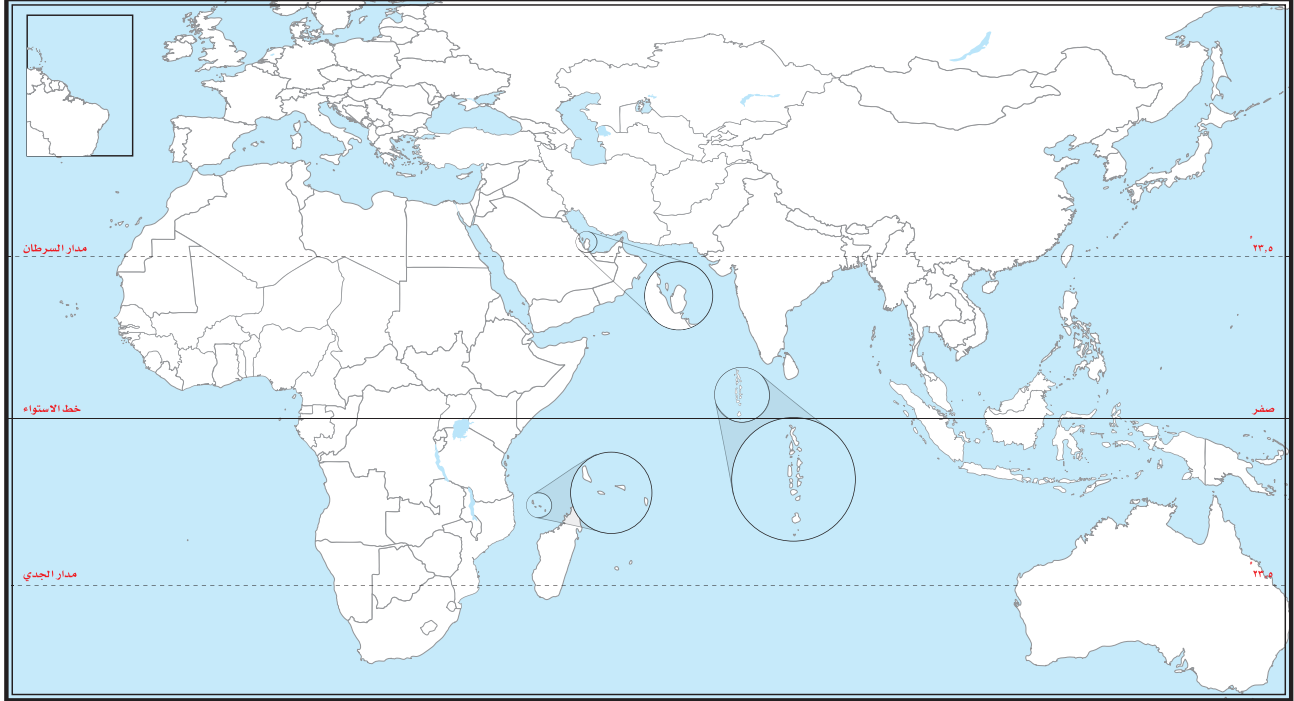 مدار السرطان
°٢٣,٥
خط الاستواء
صفر
مدار الجدي
°٢٣,٥